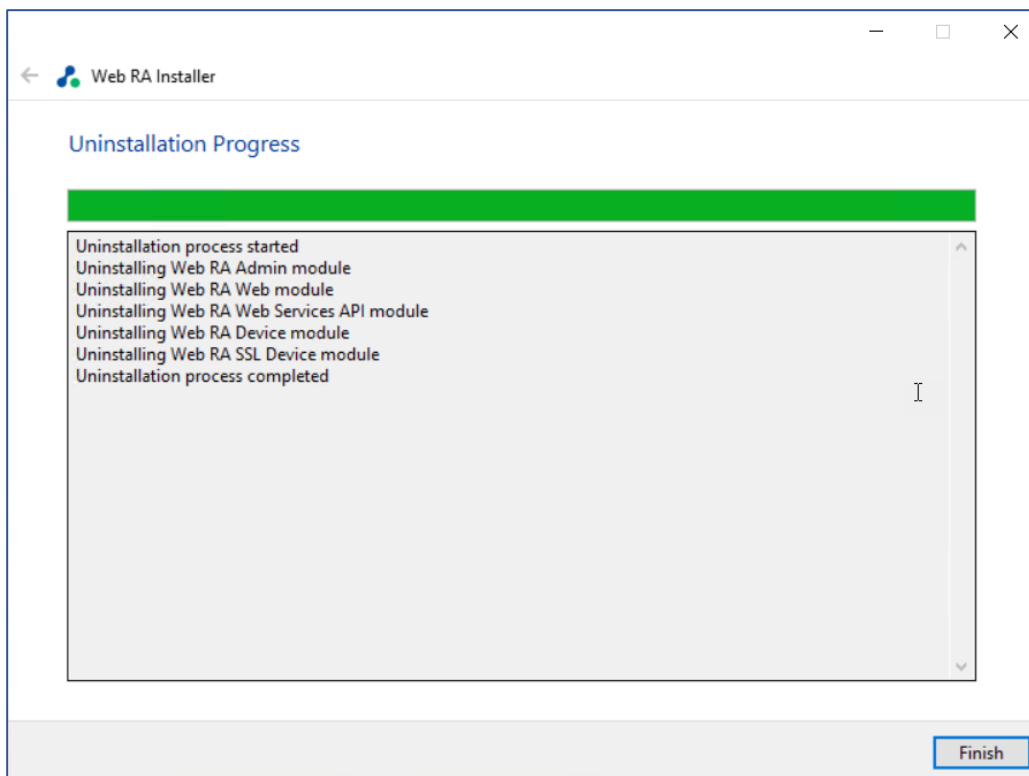 Web RA Installer
Uninstallation Progress
Uninstallation process started
Uninstalling Web RA Admin module
Uninstalling Web RA Web module
Uninstalling Web RA Web Services API module
Uninstalling Web RA Device module
Uninstalling Web RA SSL Device module
Uninstallation process completed
Finish